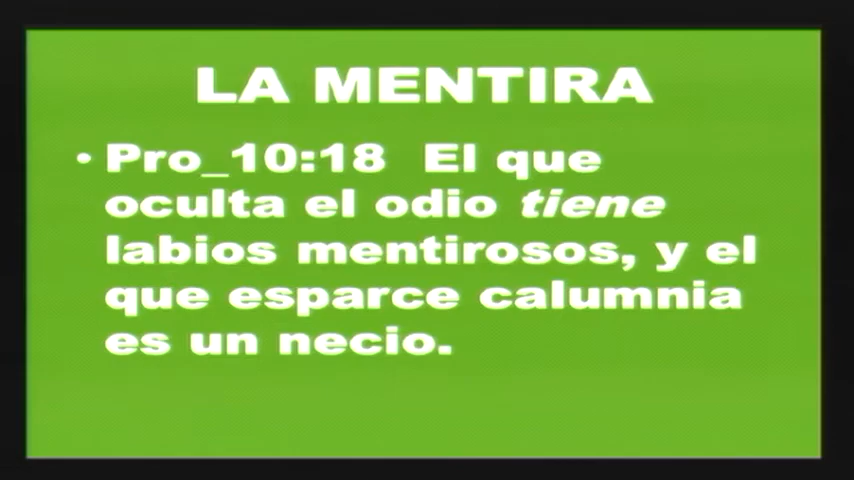 LA MENTIRA
• Pro_10:18  El que
oculta el odio tiene
labios mentirosos, y el
que esparce calumnia
es un necio.